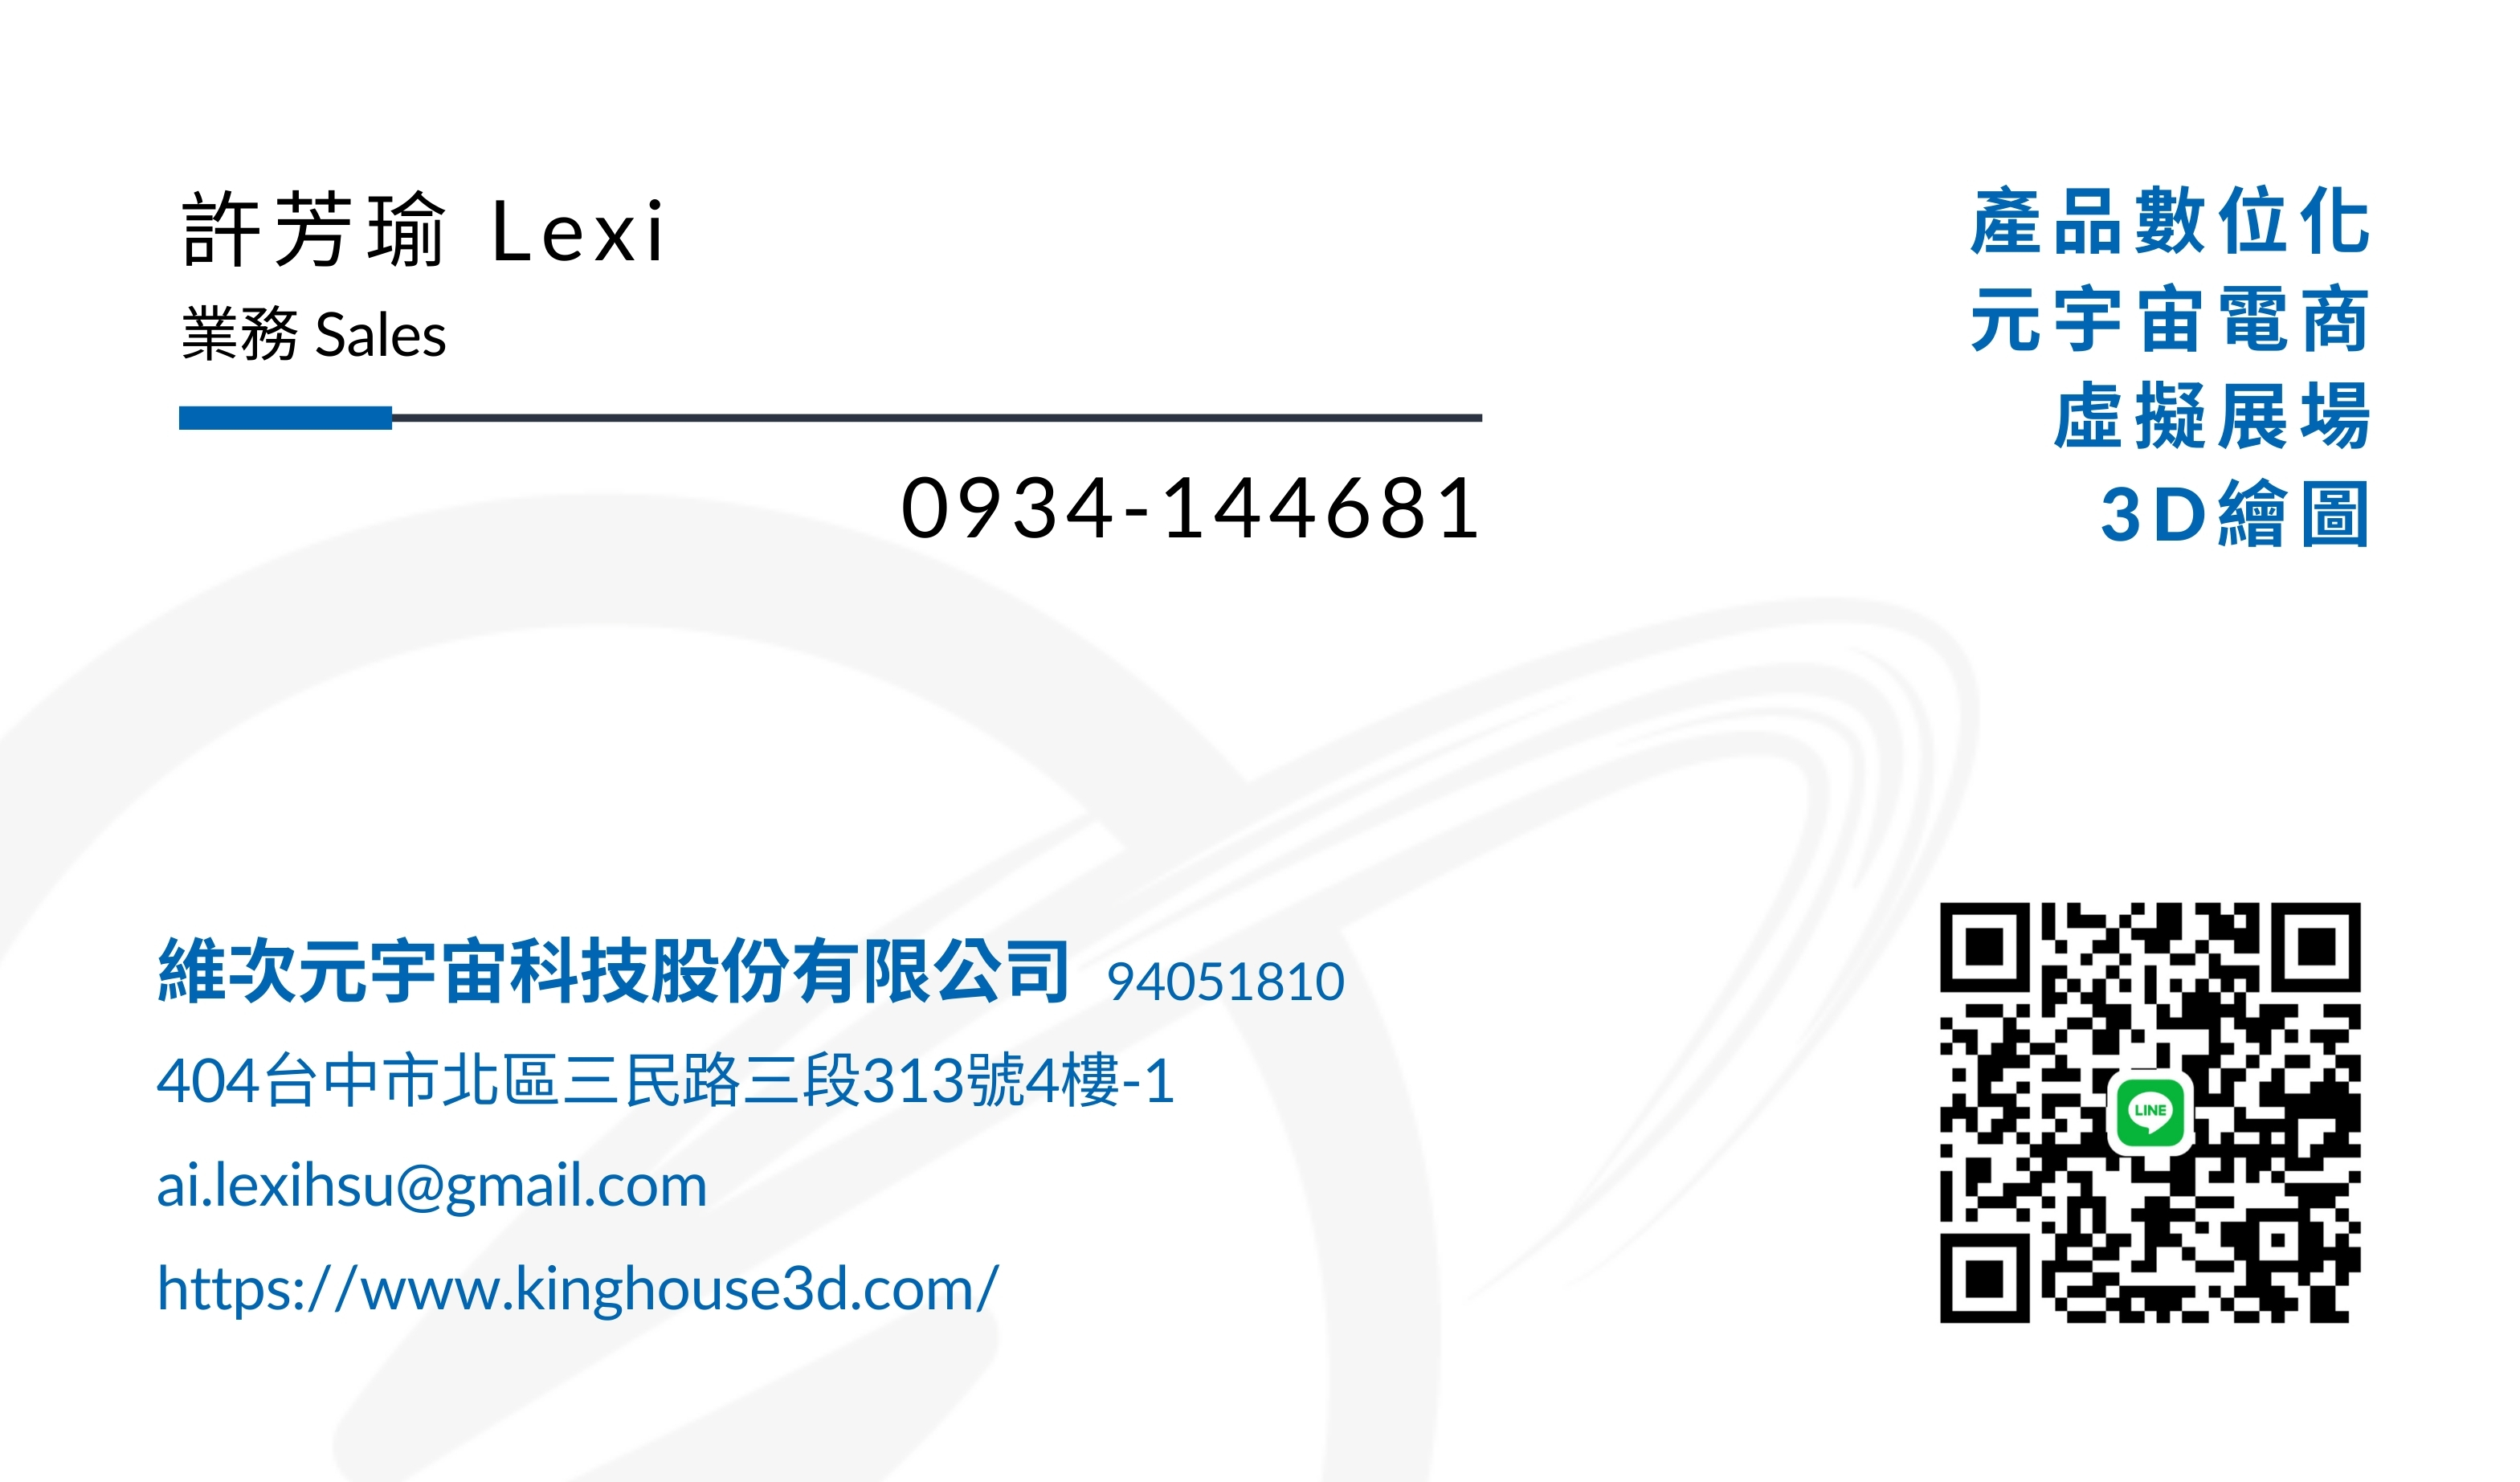 許芳瑜 Lexi
業務 Sales
0934-144681
產品數位化
元宇宙電商
虛擬展場
3D繪圖
維次元宇宙科技股份有限公司 94051810
404台中市北區三民路三段313號4樓-1
ai.lexihsu@gmail.com
https://www.kinghouse3d.com/
LINE